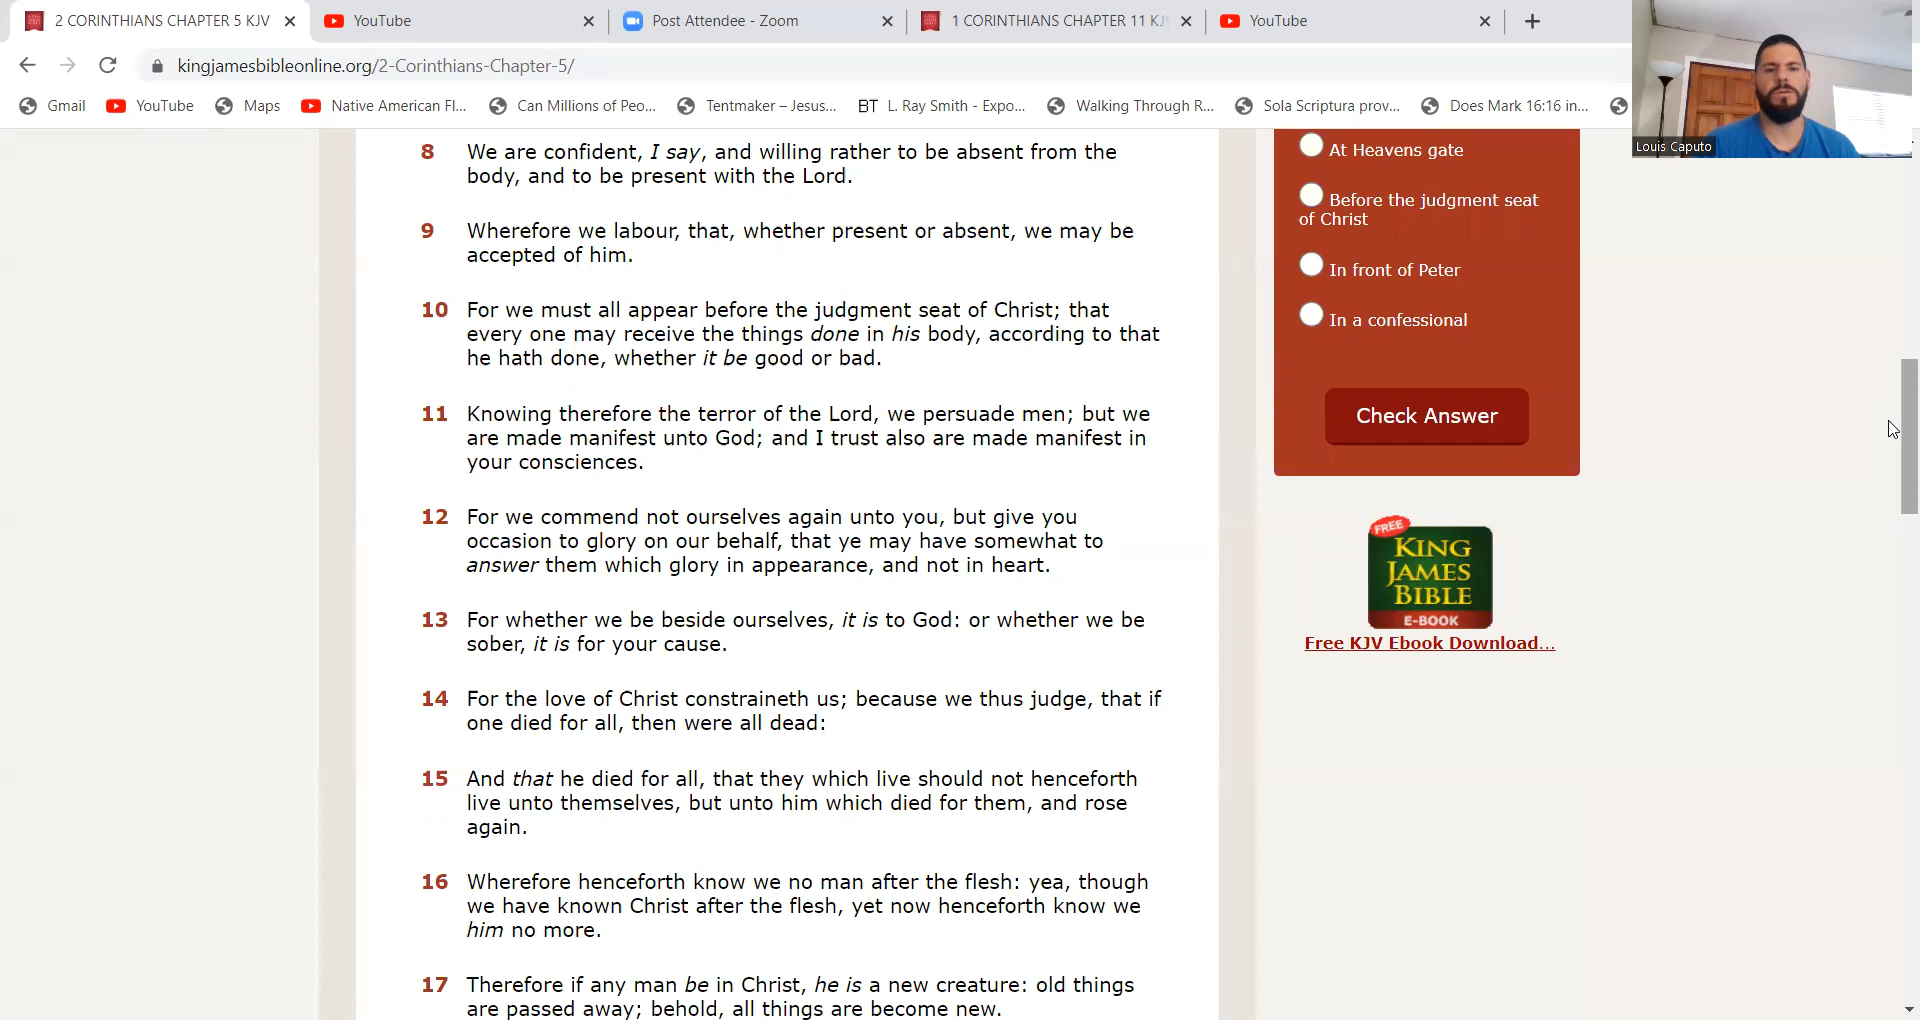 2 CORINTHIANS CHAPTER 5 KJV
YouTube
Post Attendee - Zoom
1 CORINTHIANS CHAPTER 11 KJV
YouTube
kingjamesbibleonline.org/2-Corinthians-Chapter-5/
Gmail
YouTube
Maps
Native American Fl...
Can Millions of Peo...
Tentmaker – Jesus...
BT L. Ray Smith - Expo...
Walking Through R...
Sola Scriptura prov...
Does Mark 16:16 in...
Louis Caputo
8 We are confident, I say, and willing rather to be absent from the
body, and to be present with the Lord.
9 Wherefore we labour, that, whether present or absent, we may be
accepted of him.
10 For we must all appear before the judgment seat of Christ; that
every one may receive the things done in his body, according to that
he hath done, whether it be good or bad.
11 Knowing therefore the terror of the Lord, we persuade men; but we
are made manifest unto God; and I trust also are made manifest in
your consciences.
12 For we commend not ourselves again unto you, but give you
occasion to glory on our behalf, that ye may have somewhat to
answer them which glory in appearance, and not in heart.
13 For whether we be beside ourselves, it is to God: or whether we be
sober, it is for your cause.
14 For the love of Christ constraineth us; because we thus judge, that if
one died for all, then were all dead:
15 And that he died for all, that they which live should not henceforth
live unto themselves, but unto him which died for them, and rose
again.
16 Wherefore henceforth know we no man after the flesh: yea, though
we have known Christ after the flesh, yet now henceforth know we
him no more.
17 Therefore if any man be in Christ, he is a new creature: old things
are passed away; behold, all things are become new.
At Heavens gate
Before the judgment seat
of Christ
In front of Peter
In a confessional
Check Answer
FREE
KING
JAMES
BIBLE
E-BOOK
Free KJV Ebook Download...